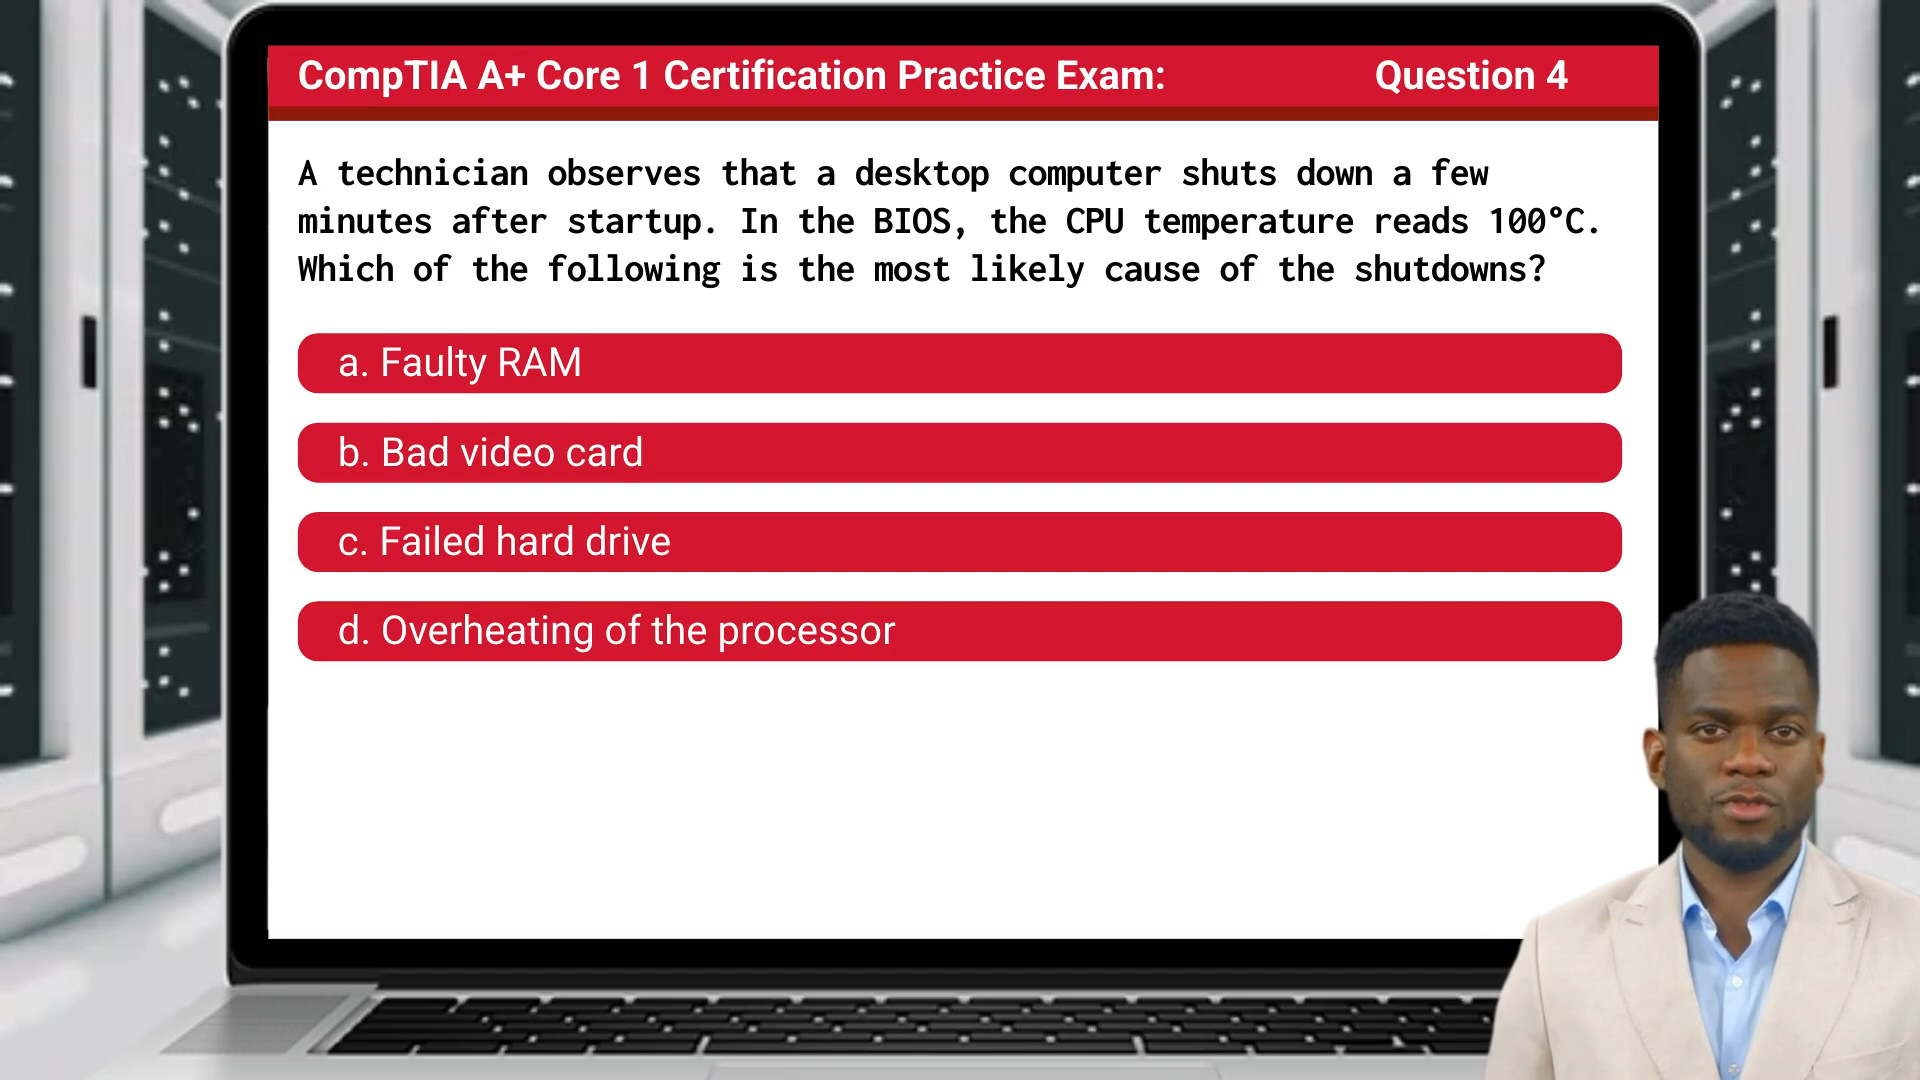 CompTIA A+ Core 1 Certification Practice Exam: Question 4
A technician observes that a desktop computer shuts down a few
minutes after startup. In the BIOS, the CPU temperature reads 100°C.
Which of the following is the most likely cause of the shutdowns?
a. Faulty RAM
b. Bad video card
c. Failed hard drive
d. Overheating of the processor